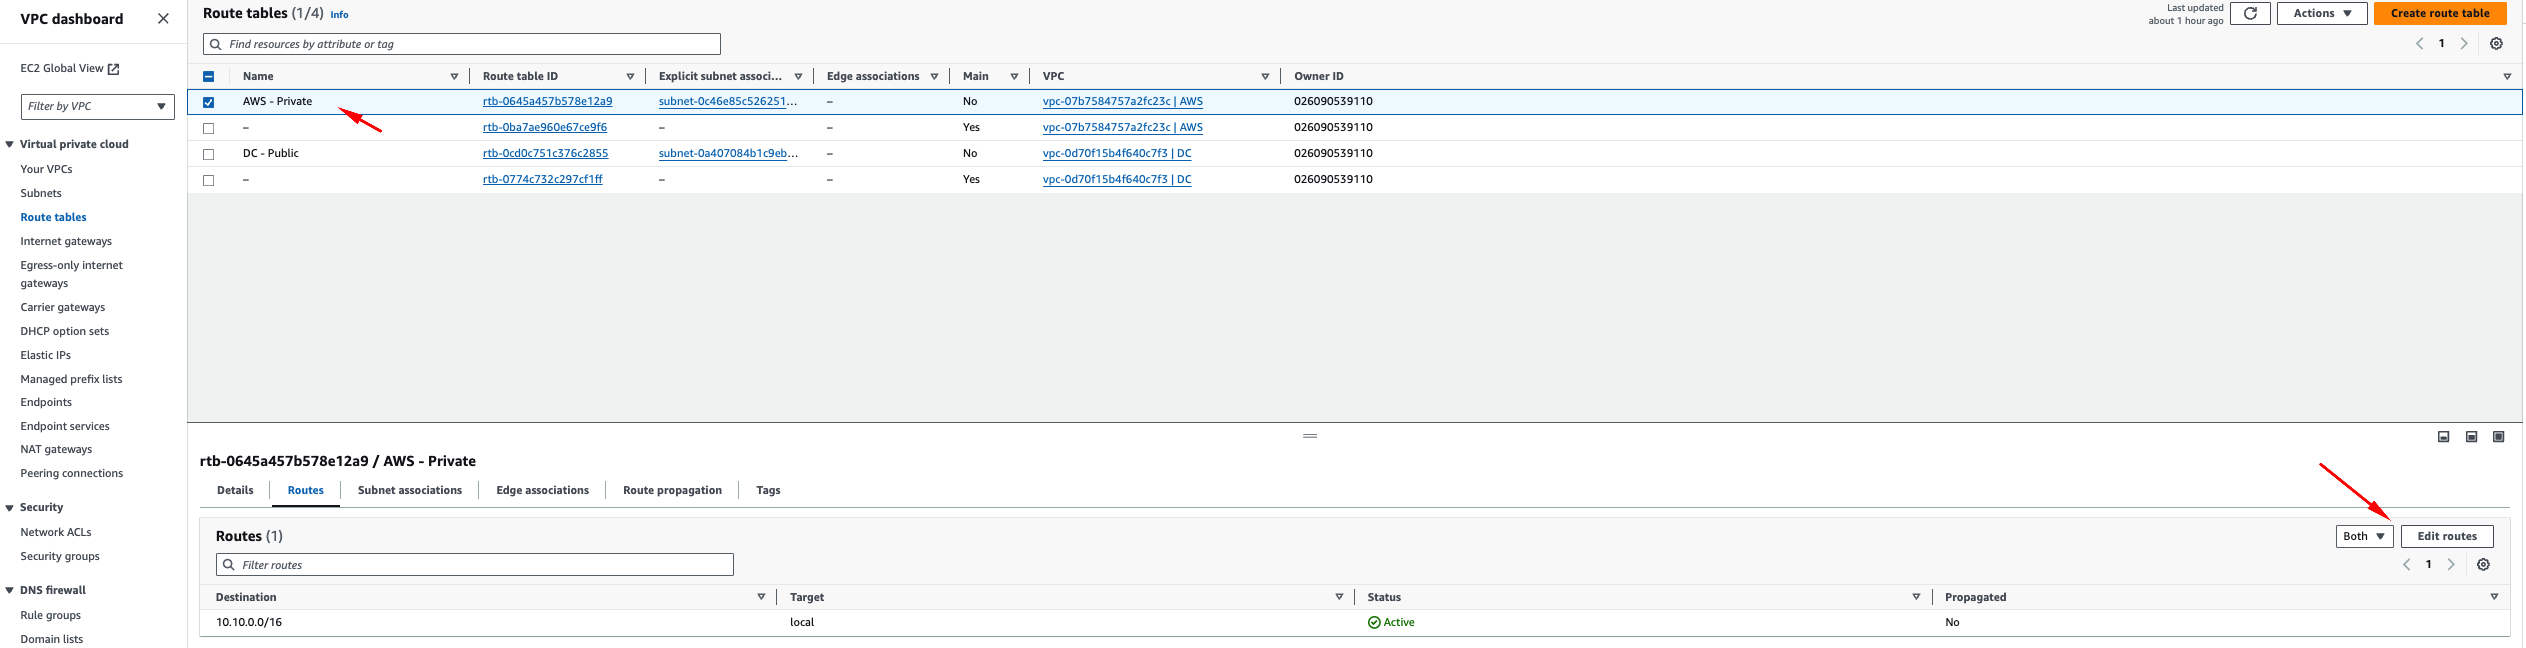 VPC dashboard
EC2 Global View
Filter by VPC
Virtual private cloud
Your VPCs
Subnets
Route tables
Internet gateways
Egress-only internet
gateways
Carrier gateways
DHCP option sets
Elastic IPs
Managed prefix lists
Endpoints
Endpoint services
NAT gateways
Peering connections
Security
Network ACLs
Security groups
DNS firewall
Rule groups
Domain lists
Route tables (1/4) Info
Last updated
about 1 hour ago
Actions
Create route table
Find resources by attribute or tag
1
Name Route table ID Explicit subnet associ... Edge associations Main VPC Owner ID
AWS - Private rtb-0645a457b578e12a9 subnet-0c46e85c526251... – No vpc-07b7584757a2fc23c | AWS 026090539110
– rtb-0ba7ae960e67ce9f6 – – Yes vpc-07b7584757a2fc23c | AWS 026090539110
DC - Public rtb-0cd0c751c376c2855 subnet-0a407084b1c9eb... – No vpc-0d70f15b4f640c7f3 | DC 026090539110
– rtb-0774c732c297cf1ff – – Yes vpc-0d70f15b4f640c7f3 | DC 026090539110
rtb-0645a457b578e12a9 / AWS - Private
Details Routes Subnet associations Edge associations Route propagation Tags
Routes (1)
Both
Edit routes
Filter routes
1
Destination Target Status Propagated
10.10.0.0/16 local Active No